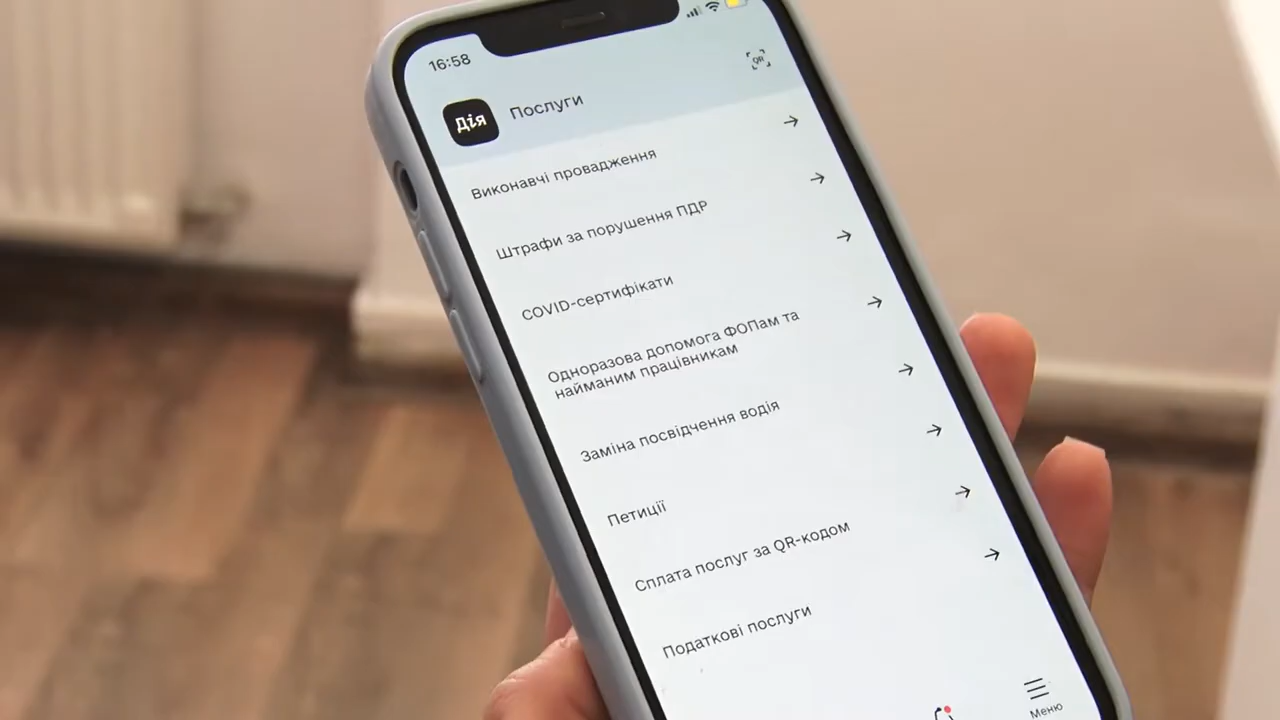 16:58
QR
Дія
Послуги
Виконавчі провадження
Штрафи за порушення ПДР
COVID-сертифікати
Одноразова допомога ФОПам та
найманим працівникам
Заміна посвідчення водія
Петиції
Сплата послуг за QR-кодом
Податкові послуги
Меню